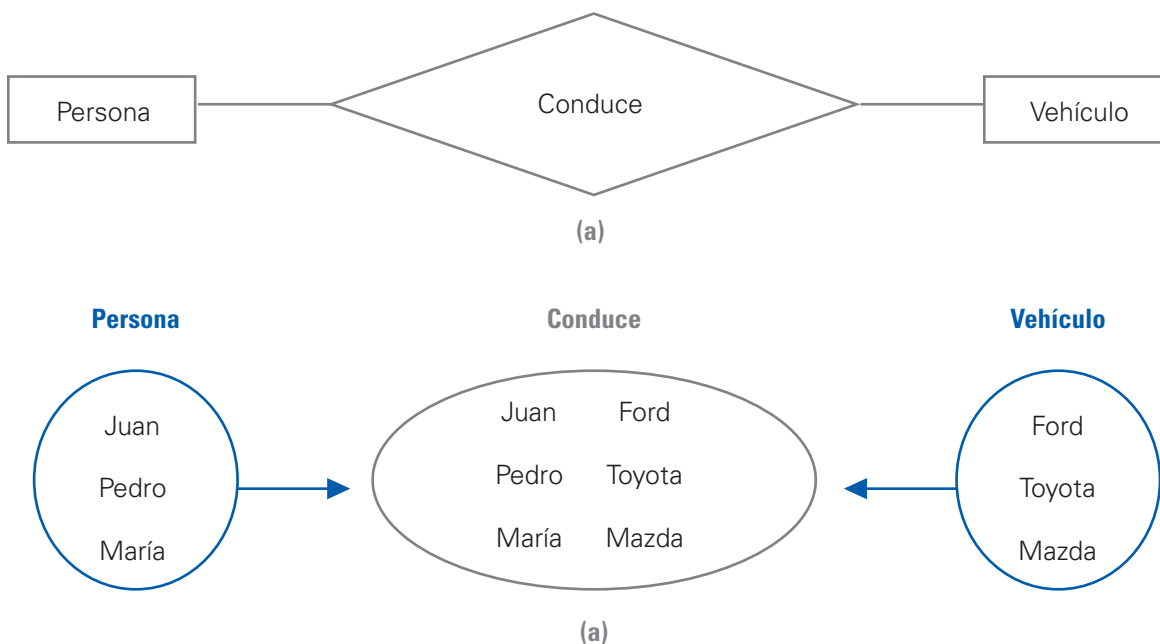 Persona Conduce Vehículo
(a)
Persona Conduce Vehículo
Juan Juan Ford Ford
Pedro Pedro Toyota Toyota
María María Mazda Mazda
(a)